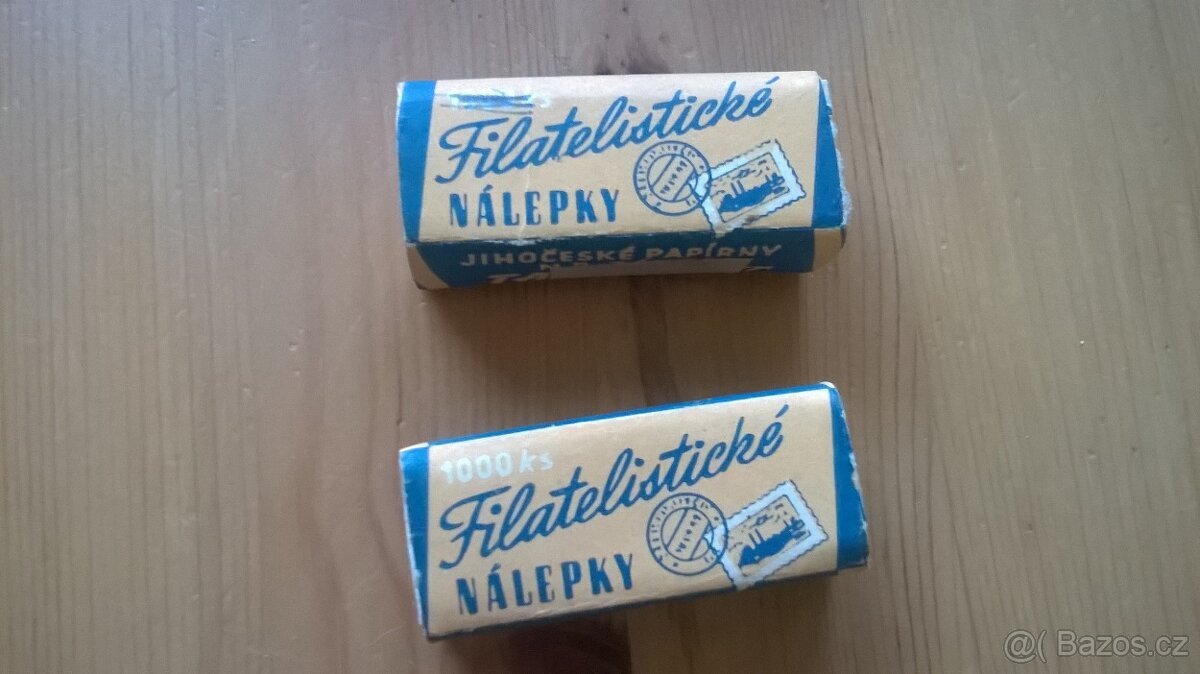 Filatelistické
NÁLEPKY
JIHOČESKÉ PAPÍRNY
1000 ks
Filatelistické
NÁLEPKY
@( Bazos.cz